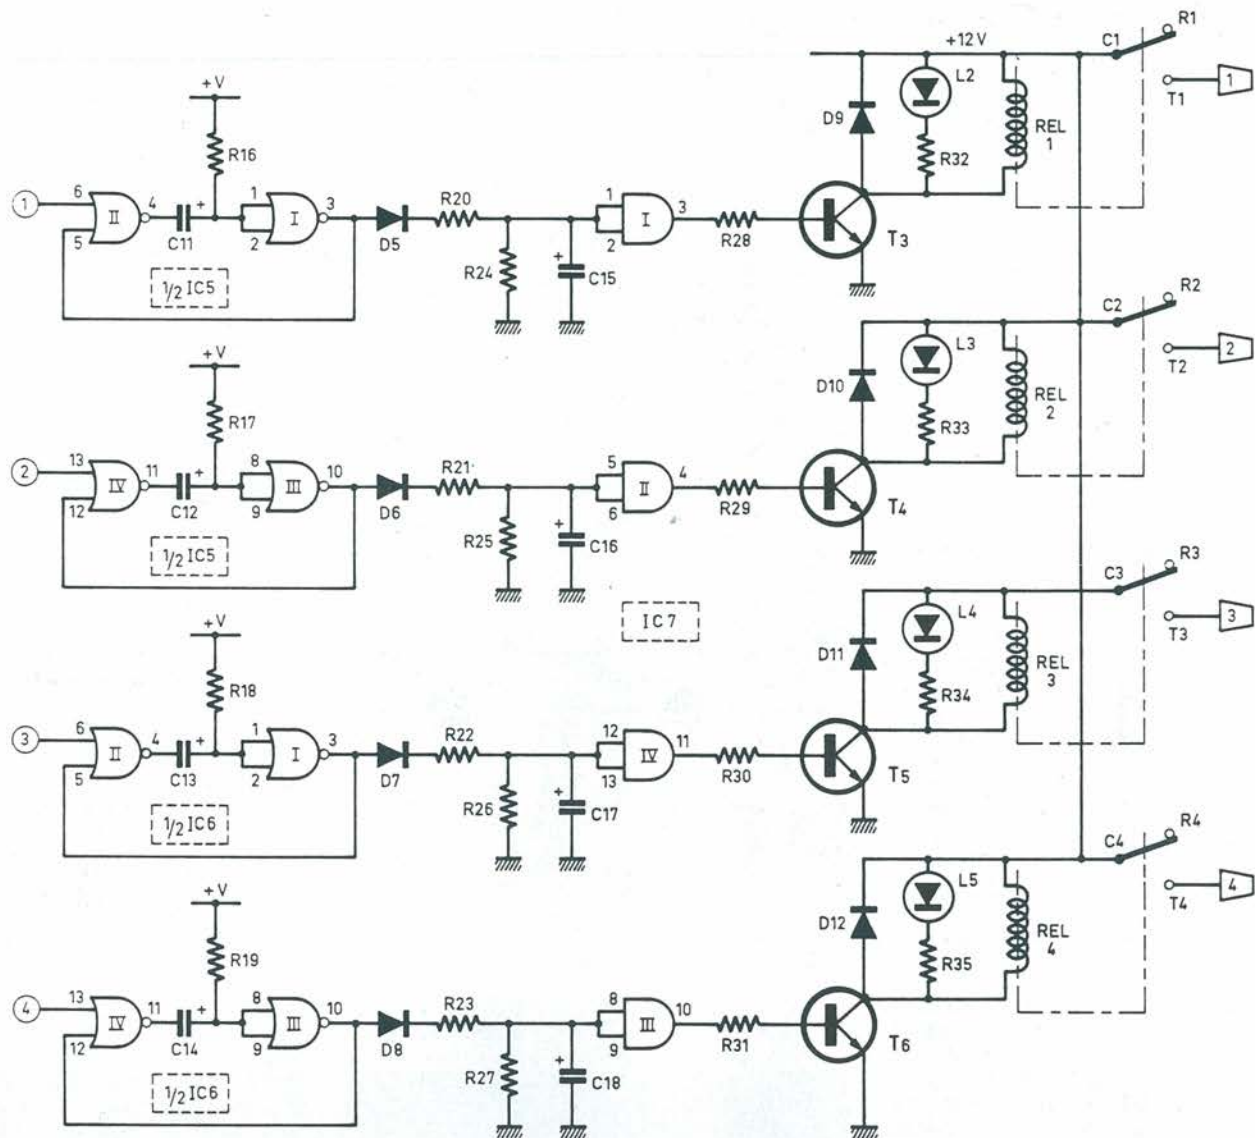 +12V
C1
R1
L2
+V
1
T1
D9
REL
1
R16
R32
1
6
4
+
1
3
R20
1
3
II
I
I
R28
5
C11
2
D5
2
T3
+
R24
C15
1/2 IC5
C2
R2
L3
+V
2
T2
D10
REL
2
R17
R33
2
13
11
+
8
10
R21
5
4
IV
III
II
R29
12
C12
9
D6
6
T4
+
R25
C16
1/2 IC5
C3
R3
IC7
L4
+V
3
T3
D11
REL
3
R18
R34
3
6
4
+
1
3
R22
12
11
II
I
IV
R30
5
C13
2
D7
13
T5
+
R26
C17
1/2 IC6
C4
R4
L5
+V
4
T4
D12
REL
4
R19
R35
4
13
11
+
8
10
R23
8
10
IV
III
III
R31
12
C14
9
D8
9
T6
+
R27
C18
1/2 IC6